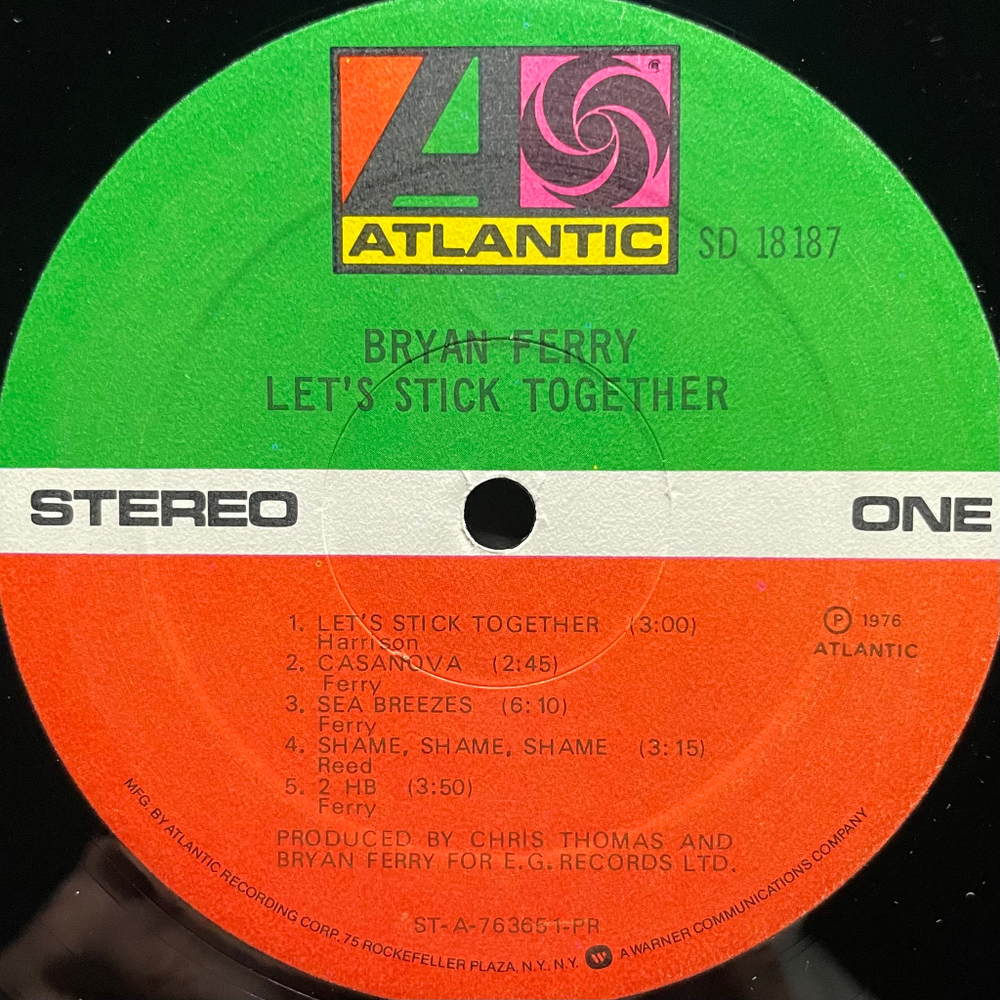 ATLANTIC
SD 18187
BRYAN FERRY
LET'S STICK TOGETHER
STEREO
ONE
1. LET'S STICK TOGETHER (3:00)
Harrison
2. CASANOVA (2:45)
Ferry
3. SEA BREEZES (6:10)
Ferry
4. SHAME, SHAME, SHAME (3:15)
Reed
5. 2 HB (3:50)
Ferry
℗ 1976
ATLANTIC
PRODUCED BY CHRIS THOMAS AND
BRYAN FERRY FOR E.G. RECORDS LTD.
ST-A-763651-PR
MFG. BY ATLANTIC RECORDING CORP. 75 ROCKEFELLER PLAZA, N.Y. N.Y. A WARNER COMMUNICATIONS COMPANY